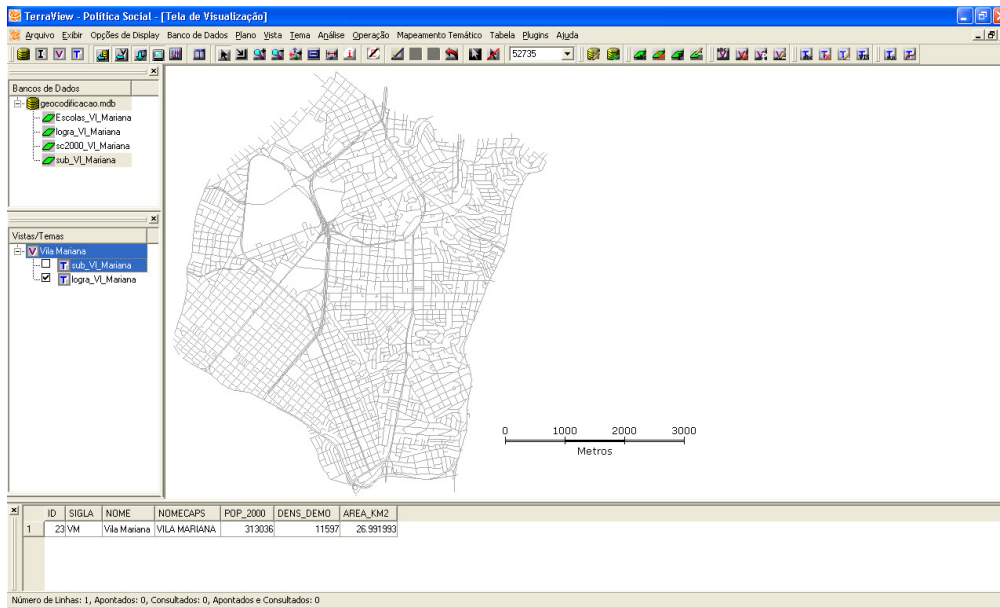 TerraView - Política Social - [Tela de Visualização]
Arquivo Exibir Opções de Display Banco de Dados Plano Vista Tema Análise Operação Mapeamento Temático Tabela Plugins Ajuda
52735
Bancos de Dados
geocodificacao.mdb
Escolas_Vl_Mariana
logra_Vl_Mariana
sc2000_Vl_Mariana
sub_Vl_Mariana
Vistas/Temas
Vila Mariana
sub_Vl_Mariana
logra_Vl_Mariana
0 1000 2000 3000
Metros
ID SIGLA NOME NOMECAPS POP_2000 DENS_DEMO AREA_KM2
1 23 VM Vila Mariana VILA MARIANA 313036 11597 26.991993
Número de Linhas: 1, Apontados: 0, Consultados: 0, Apontados e Consultados: 0